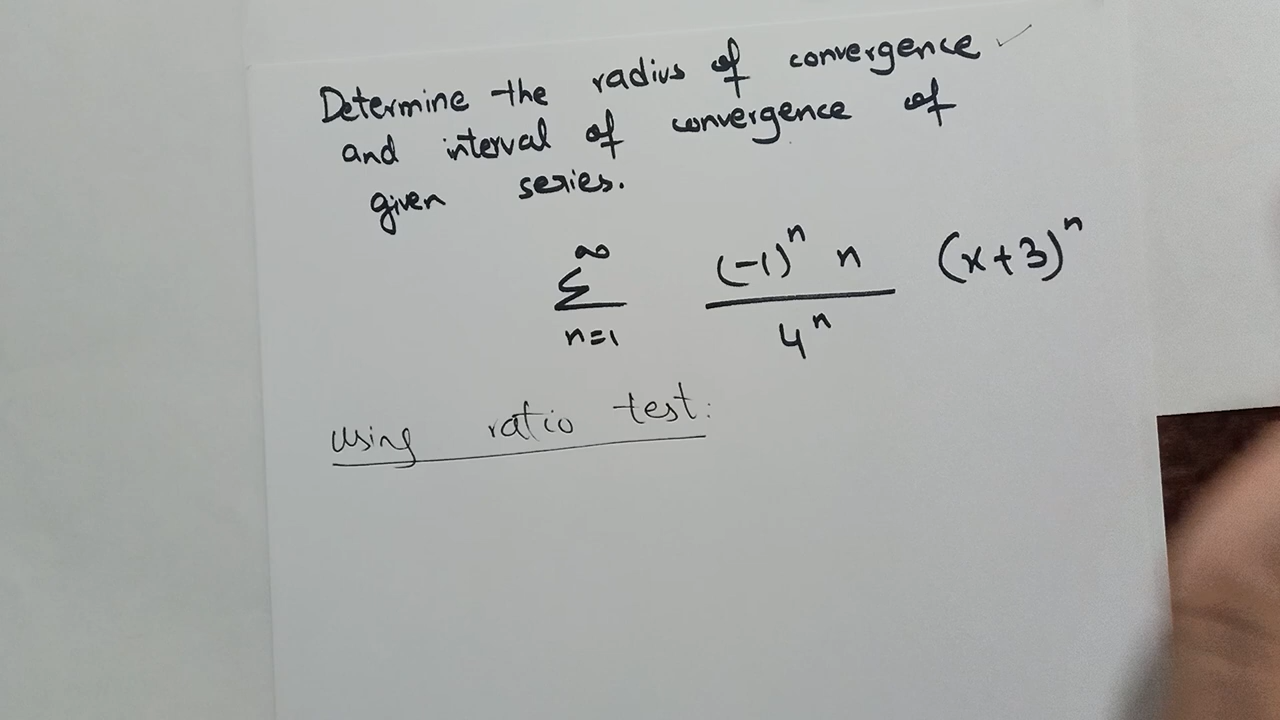 Determine the radius of convergence ✓
and interval of convergence of
given series.
∞
Σ (-1)^n n / 4^n (x+3)^n
n=1
using ratio test: